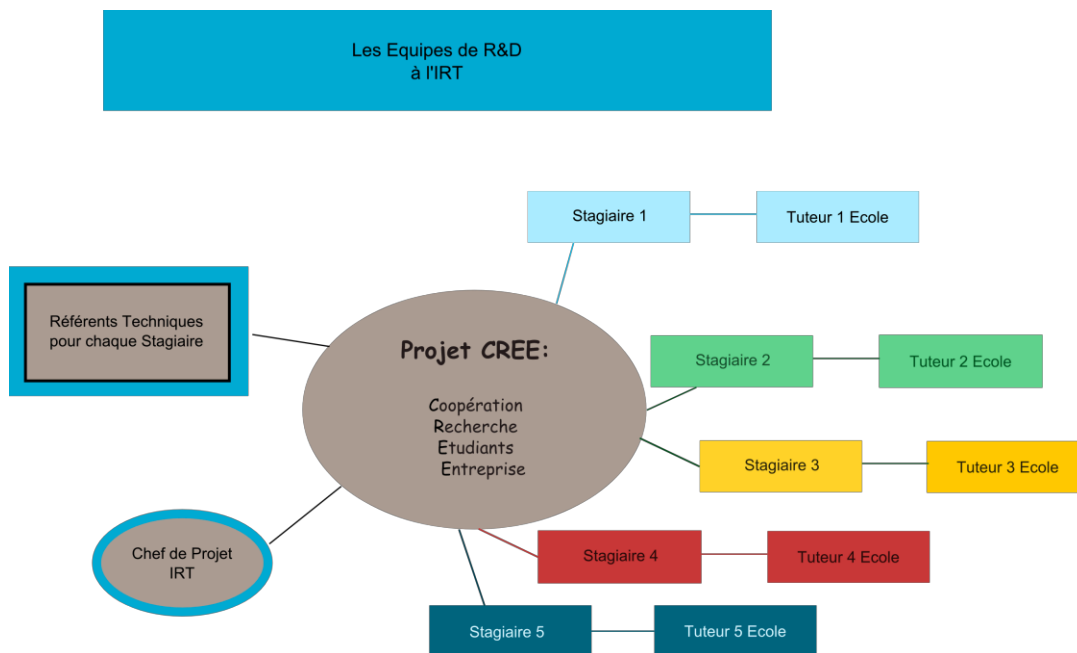 Les Equipes de R&D
à l'IRT
Stagiaire 1
Tuteur 1 Ecole
Référents Techniques
pour chaque Stagiaire
Projet CREE:
Coopération
Recherche
Etudiants
Entreprise
Stagiaire 2
Tuteur 2 Ecole
Stagiaire 3
Tuteur 3 Ecole
Chef de Projet
IRT
Stagiaire 4
Tuteur 4 Ecole
Stagiaire 5
Tuteur 5 Ecole